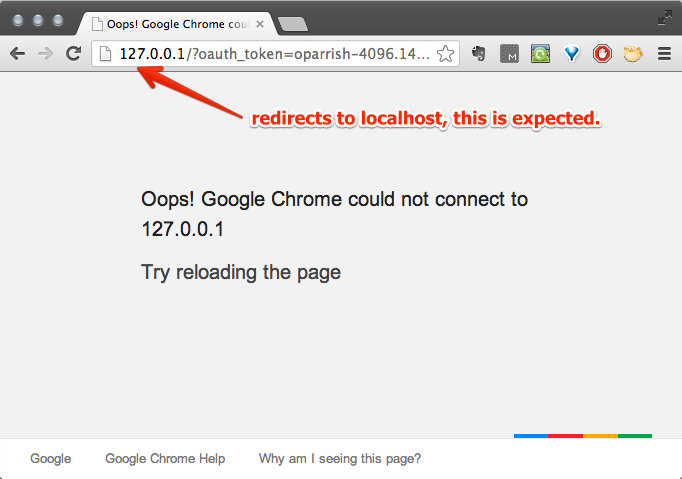 Oops! Google Chrome coul
127.0.0.1/?oauth_token=oparrish-4096.14...
M
redirects to localhost, this is expected.
Oops! Google Chrome could not connect to
127.0.0.1
Try reloading the page
Google Google Chrome Help Why am I seeing this page?